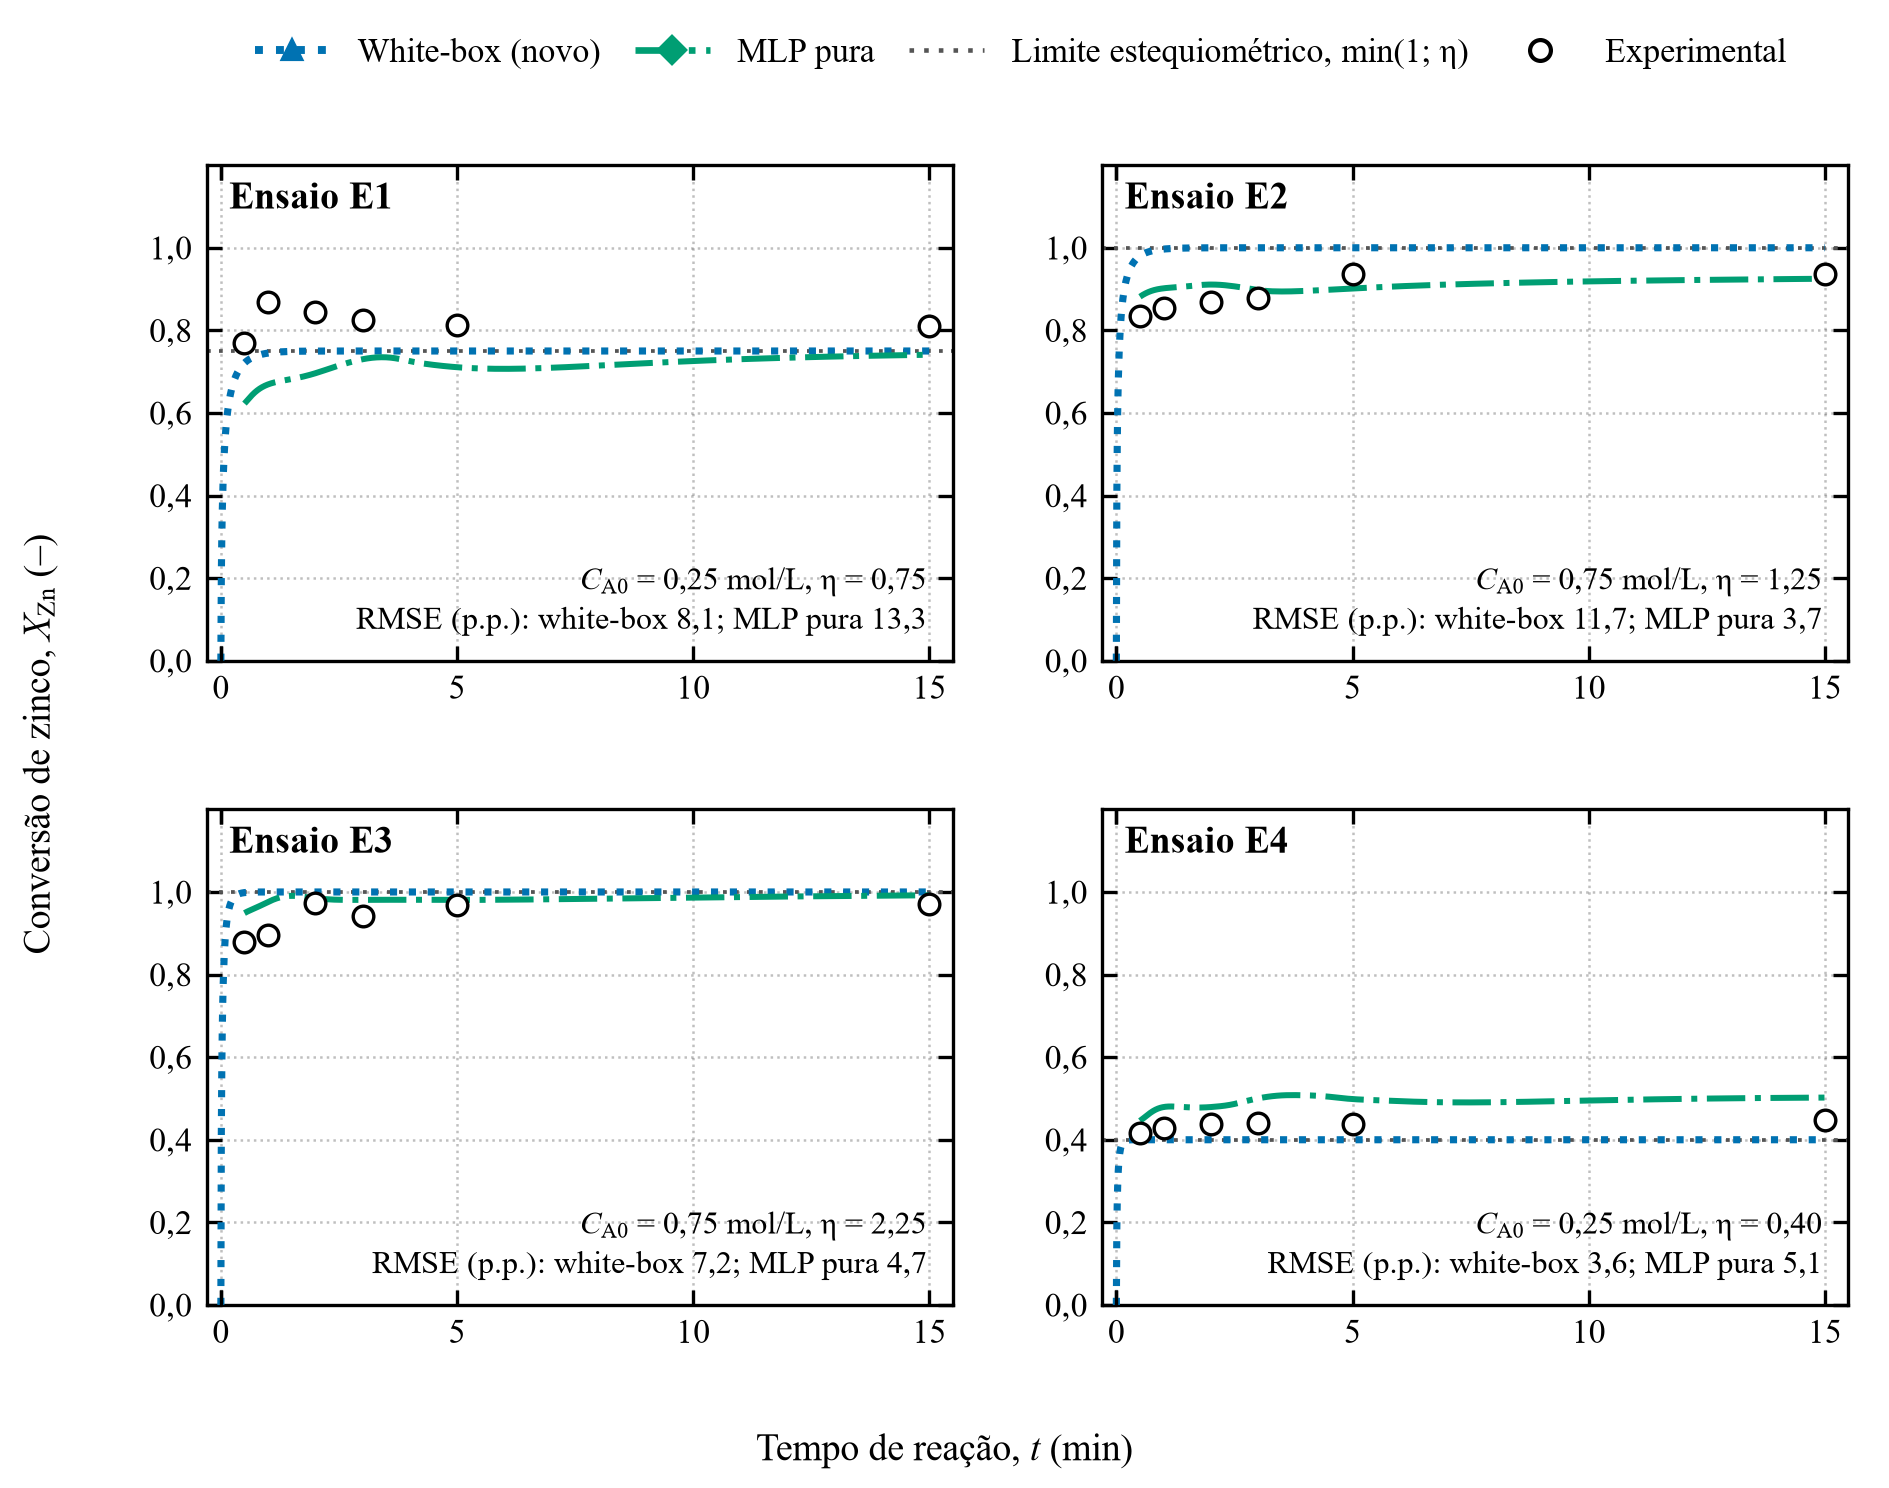 White-box (novo) MLP pura Limite estequiométrico, min(1; η) Experimental
Conversão de zinco, X_Zn (−)
Ensaio E1
1,0
0,8
0,6
0,4
0,2
0,0
C_A0 = 0,25 mol/L, η = 0,75
RMSE (p.p.): white-box 8,1; MLP pura 13,3
0 5 10 15
Ensaio E2
1,0
0,8
0,6
0,4
0,2
0,0
C_A0 = 0,75 mol/L, η = 1,25
RMSE (p.p.): white-box 11,7; MLP pura 3,7
0 5 10 15
Ensaio E3
1,0
0,8
0,6
0,4
0,2
0,0
C_A0 = 0,75 mol/L, η = 2,25
RMSE (p.p.): white-box 7,2; MLP pura 4,7
0 5 10 15
Ensaio E4
1,0
0,8
0,6
0,4
0,2
0,0
C_A0 = 0,25 mol/L, η = 0,40
RMSE (p.p.): white-box 3,6; MLP pura 5,1
0 5 10 15
Tempo de reação, t (min)